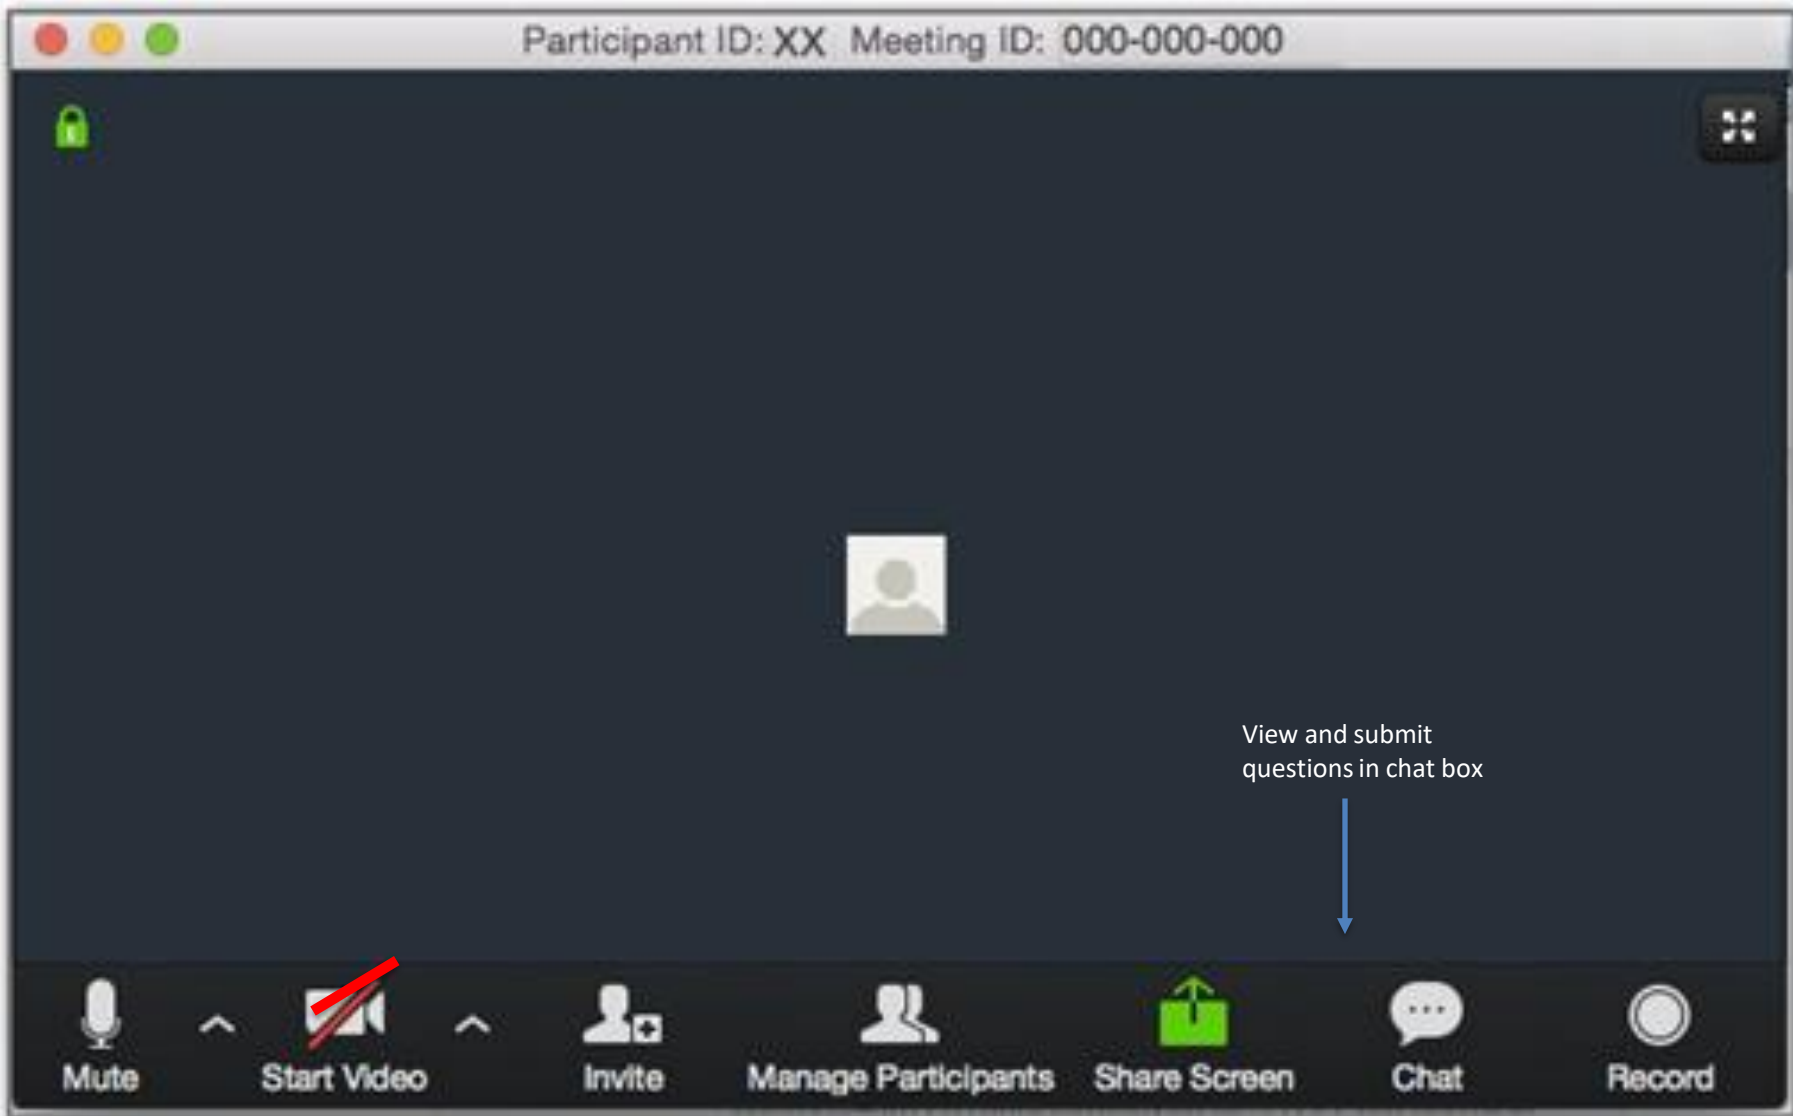 Participant ID: XX Meeting ID: 000-000-000
View and submit
questions in chat box
Mute
Start Video
Invite
Manage Participants
Share Screen
Chat
Record